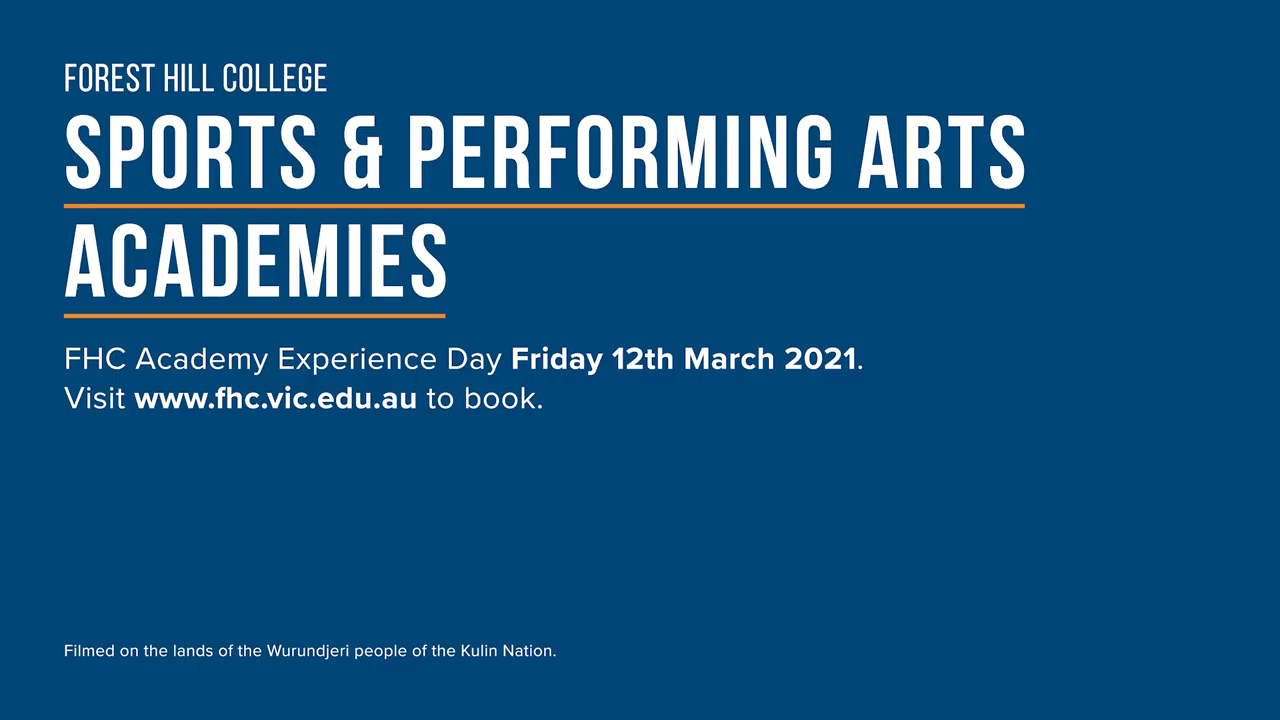 FOREST HILL COLLEGE
SPORTS & PERFORMING ARTS
ACADEMIES
FHC Academy Experience Day Friday 12th March 2021.
Visit www.fhc.vic.edu.au to book.
Filmed on the lands of the Wurundjeri people of the Kulin Nation.